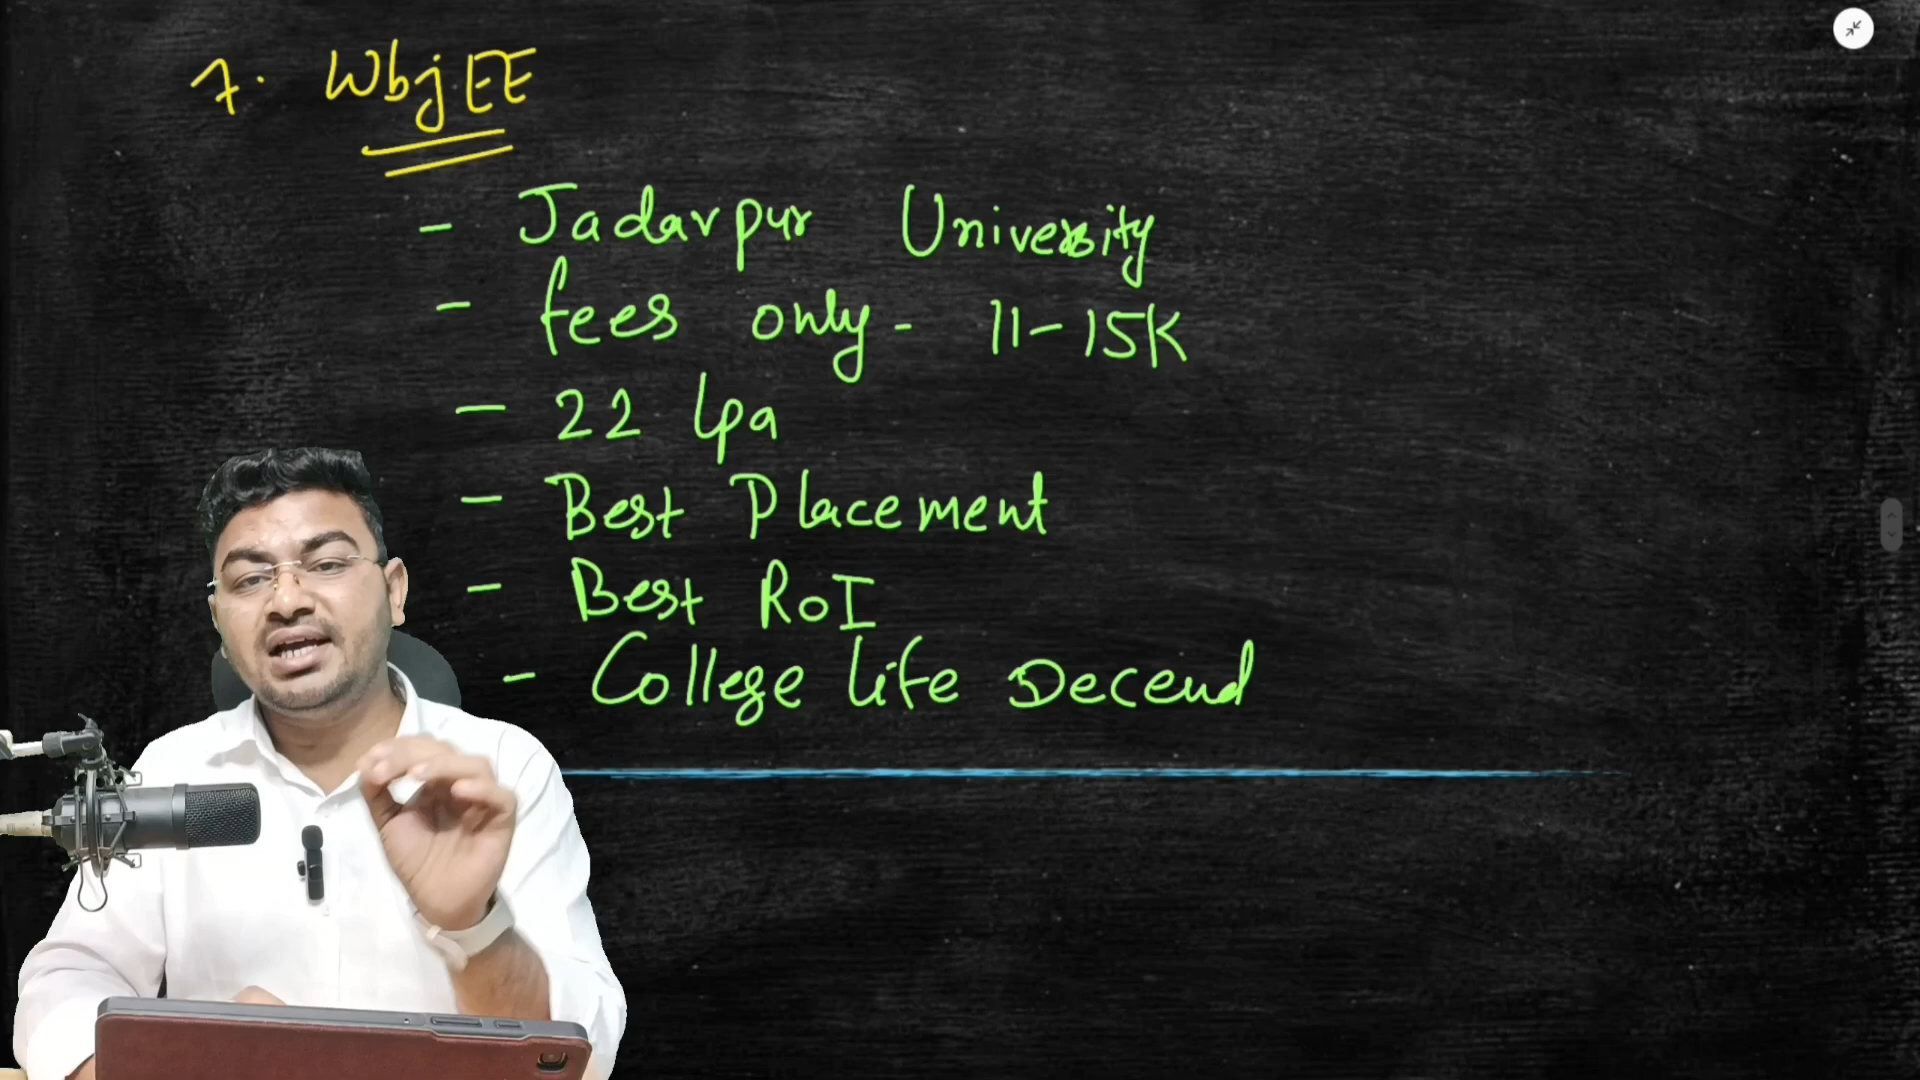 7. WbjEE
- Jadavpur University
- fees only - 11-15K
- 22 lpa
- Best Placement
- Best RoI
- College life Decend